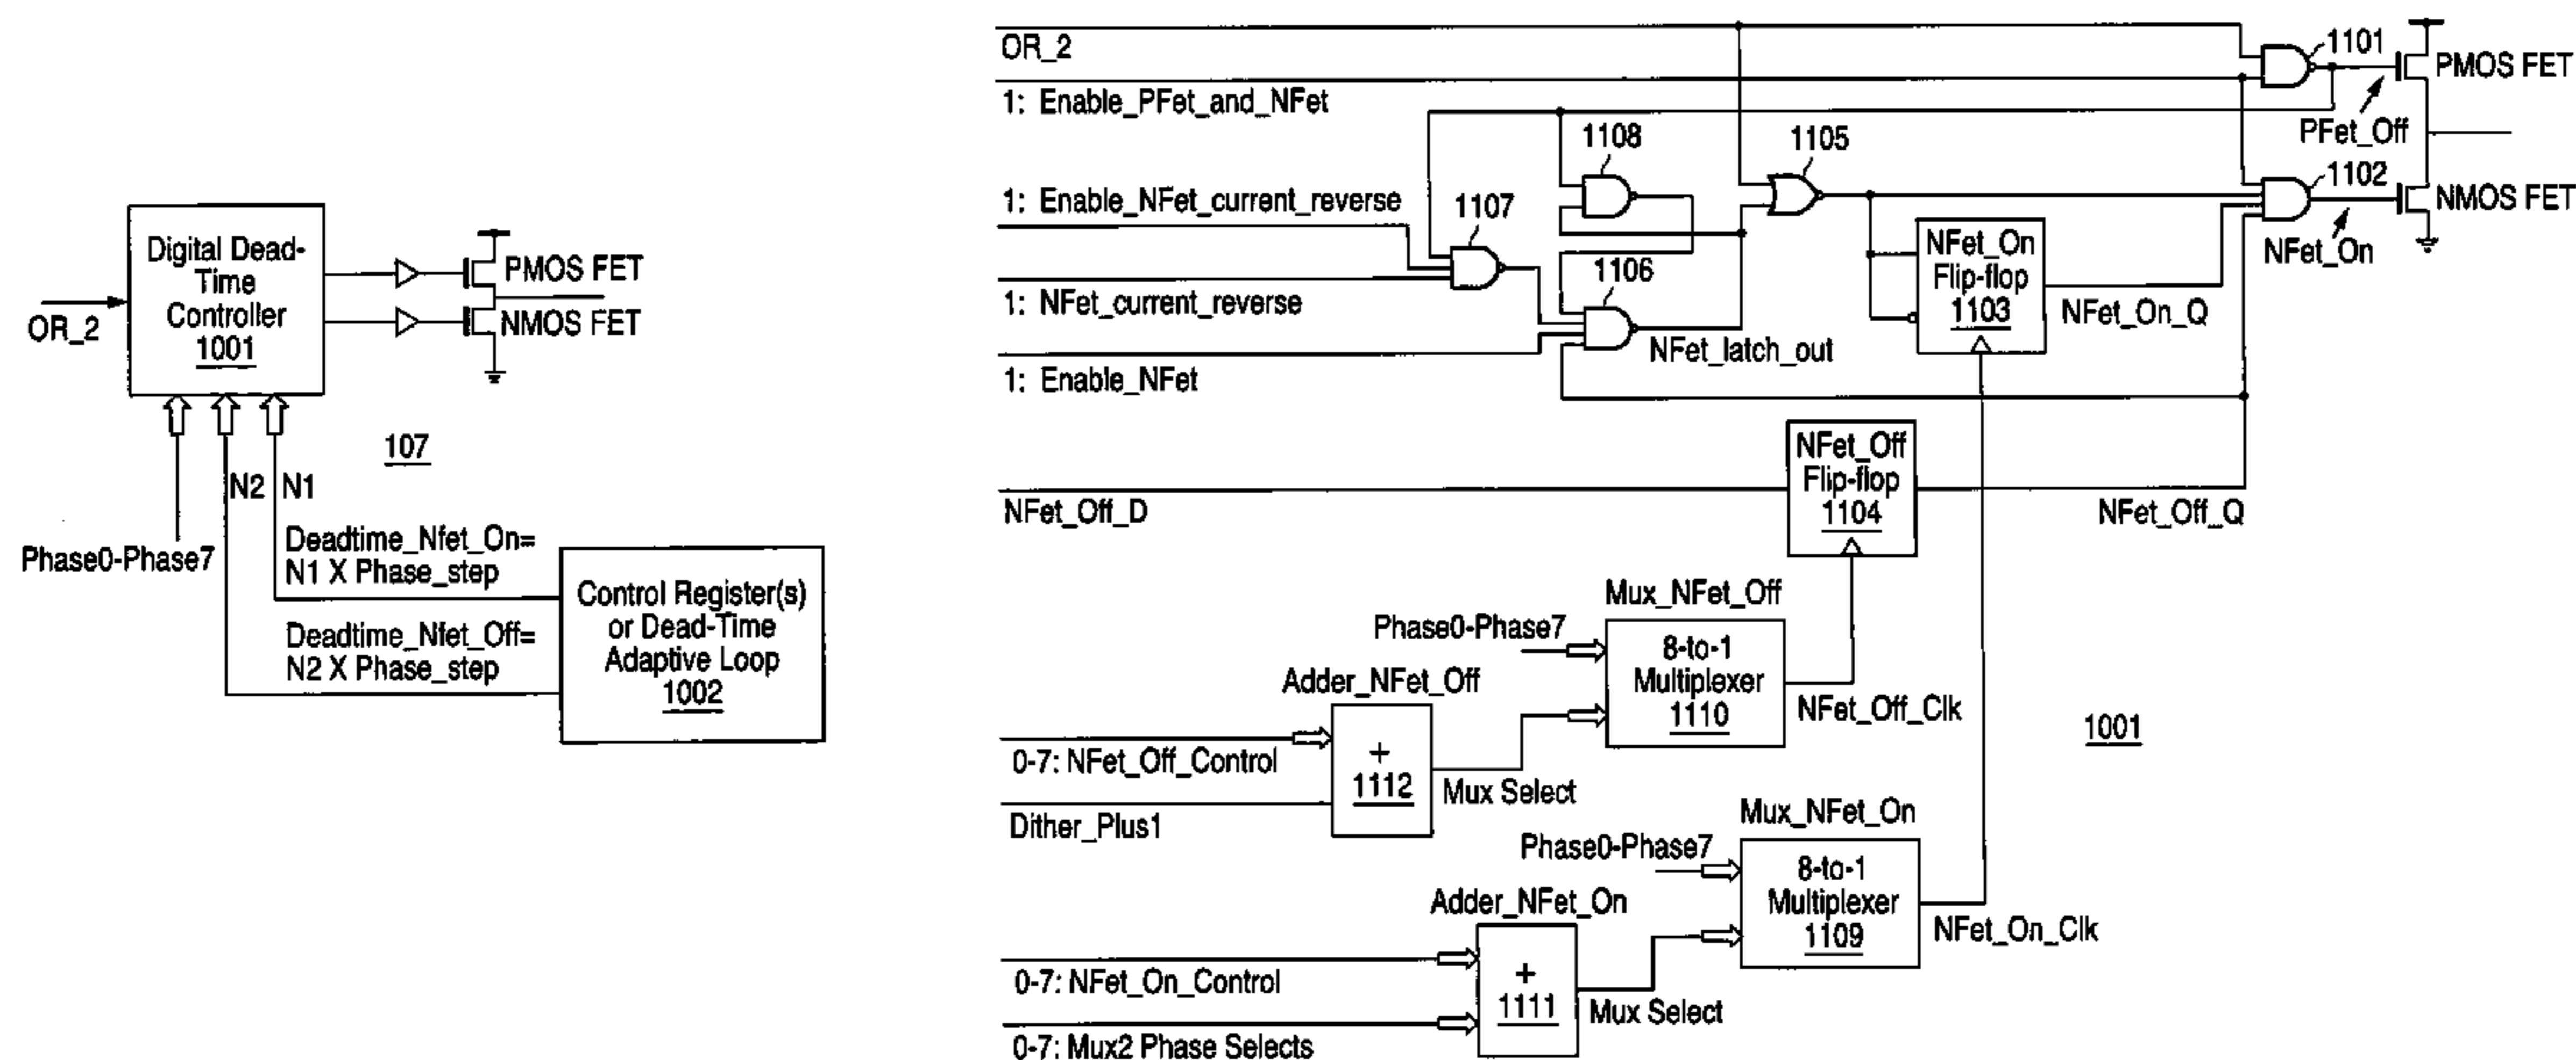 Digital Dead-
Time
Controller
1001
OR_2
PMOS FET
NMOS FET
107
N2
N1
Phase0-Phase7
Deadtime_Nfet_On=
N1 X Phase_step
Deadtime_Nfet_Off=
N2 X Phase_step
Control Register(s)
or Dead-Time
Adaptive Loop
1002
OR_2
1101
PMOS FET
1: Enable_PFet_and_NFet
PFet_Off
1108
1105
1102
1: Enable_NFet_current_reverse
1107
NMOS FET
NFet_On
NFet_On
Flip-flop
1103
NFet_On_Q
1106
1: NFet_current_reverse
NFet_latch_out
1: Enable_NFet
NFet_Off
Flip-flop
1104
NFet_Off_D
NFet_Off_Q
Mux_NFet_Off
Phase0-Phase7
8-to-1
Multiplexer
1110
NFet_Off_Clk
1001
Adder_NFet_Off
+
1112
0-7: NFet_Off_Control
Mux Select
Dither_Plus1
Mux_NFet_On
Phase0-Phase7
8-to-1
Multiplexer
1109
NFet_On_Clk
Adder_NFet_On
+
1111
0-7: NFet_On_Control
Mux Select
0-7: Mux2 Phase Selects